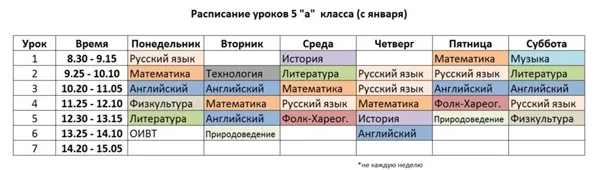 Расписание уроков 5 "а" класса (с января)
Урок Время Понедельник Вторник Среда Четверг Пятница Суббота
1 8.30 - 9.15 Русский язык История Математика Музыка
2 9.25 - 10.10 Математика Технология Литература Русский язык Русский язык Литература
3 10.20 - 11.05 Английский Английский Математика Русский язык Английский Английский
4 11.25 - 12.10 Физкультура Математика Русский язык Математика Фолк-Хареог. Русский язык
5 12.30 - 13.15 Литература Английский Фолк-Хареог. История Природоведение Физкультура
6 13.25 - 14.10 ОИВТ Природоведение Английский
7 14.20 - 15.05
*не каждую неделю